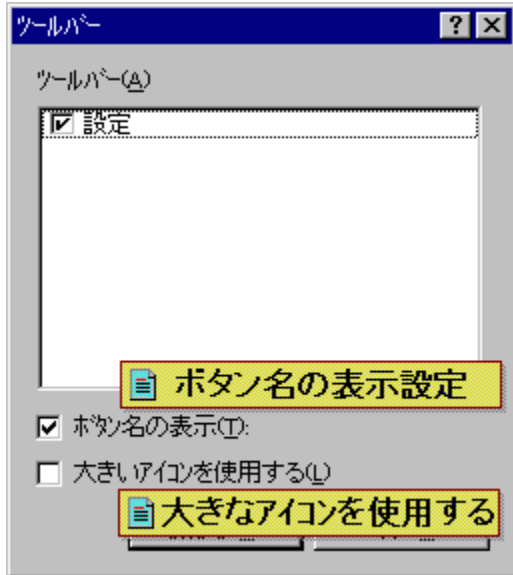 ツールバー
ツールバー(A)
設定
ボタン名の表示設定
ボタン名の表示(T):
大きいアイコンを使用する(L)
大きなアイコンを使用する